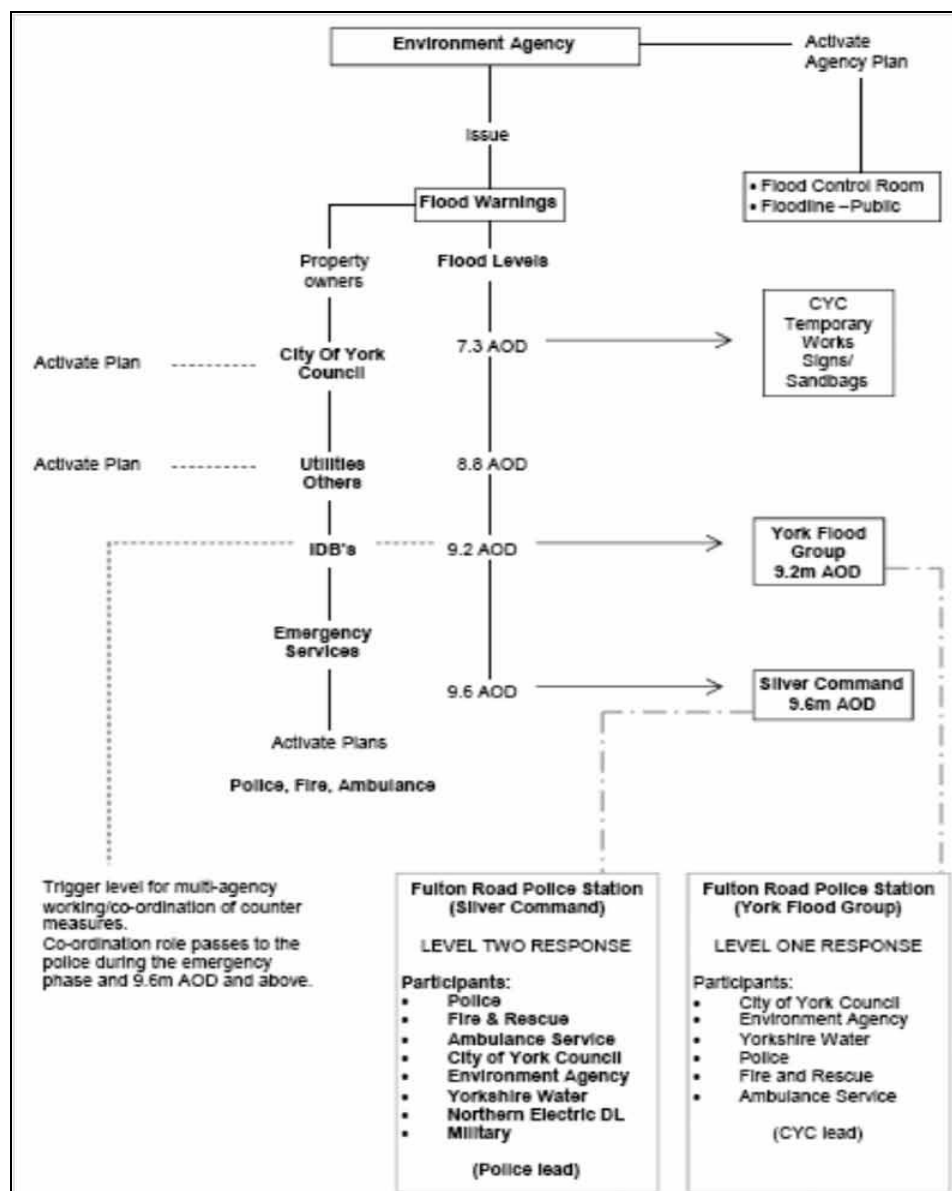 Environment Agency
Activate
Agency Plan
Issue
• Flood Control Room
• Floodline –Public
Flood Warnings
Property
owners
Flood Levels
Activate Plan
City Of York
Council
7.3 AOD
CYC
Temporary
Works
Signs/
Sandbags
Activate Plan
Utilities
Others
8.8 AOD
IDB's
9.2 AOD
York Flood
Group
9.2m AOD
Emergency
Services
9.6 AOD
Silver Command
9.6m AOD
Activate Plans
Police, Fire, Ambulance
Trigger level for multi-agency
working/co-ordination of counter
measures.
Co-ordination role passes to the
police during the emergency
phase and 9.6m AOD and above.
Fulton Road Police Station
(Silver Command)
LEVEL TWO RESPONSE
Participants:
• Police
• Fire & Rescue
• Ambulance Service
• City of York Council
• Environment Agency
• Yorkshire Water
• Northern Electric DL
• Military
(Police lead)
Fulton Road Police Station
(York Flood Group)
LEVEL ONE RESPONSE
Participants:
• City of York Council
• Environment Agency
• Yorkshire Water
• Police
• Fire and Rescue
• Ambulance Service
(CYC lead)